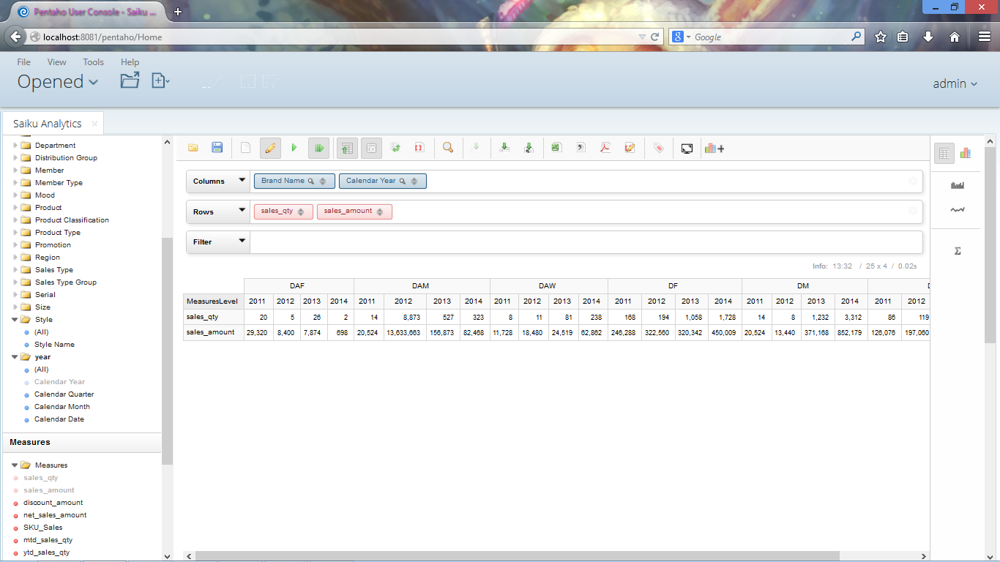 Pentaho User Console - Saiku ...
localhost:8081/pentaho/Home
Google
File View Tools Help
Opened
admin
Saiku Analytics
Department
Distribution Group
Member
Member Type
Mood
Product
Product Classification
Product Type
Promotion
Region
Sales Type
Sales Type Group
Serial
Size
Style
(All)
Style Name
year
(All)
Calendar Year
Calendar Quarter
Calendar Month
Calendar Date
Measures
Measures
sales_qty
sales_amount
discount_amount
net_sales_amount
SKU_Sales
mtd_sales_qty
ytd_sales_qty
Columns Brand Name Calendar Year
Rows sales_qty sales_amount
Filter
Info: 13:32 / 25 x 4 / 0.02s
DAF DAM DAW DF DM
MeasuresLevel 2011 2012 2013 2014 2011 2012 2013 2014 2011 2012 2013 2014 2011 2012 2013 2014 2011 2012 2013 2014 2011 2012
sales_qty 20 5 26 2 14 8,873 527 323 8 11 81 238 168 194 1,058 1,728 14 8 1,232 3,312 86 119
sales_amount 29,320 8,400 7,874 698 20,524 13,633,663 156,873 82,468 11,728 18,480 24,519 62,862 246,288 322,560 320,342 450,009 20,524 13,440 371,168 852,179 126,076 197,060